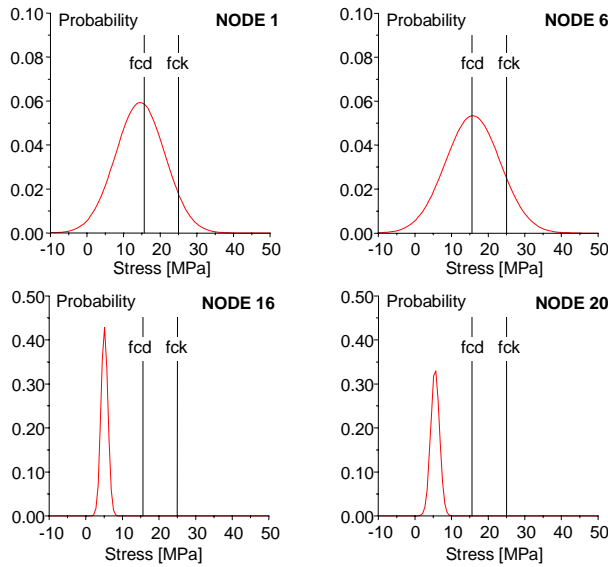 Probability NODE 1
fcd fck
0.10
0.08
0.06
0.04
0.02
0.00
-10 0 10 20 30 40 50
Stress [MPa]
Probability NODE 6
fcd fck
0.10
0.08
0.06
0.04
0.02
0.00
-10 0 10 20 30 40 50
Stress [MPa]
Probability NODE 16
fcd fck
0.50
0.40
0.30
0.20
0.10
0.00
-10 0 10 20 30 40 50
Stress [MPa]
Probability NODE 20
fcd fck
0.50
0.40
0.30
0.20
0.10
0.00
-10 0 10 20 30 40 50
Stress [MPa]